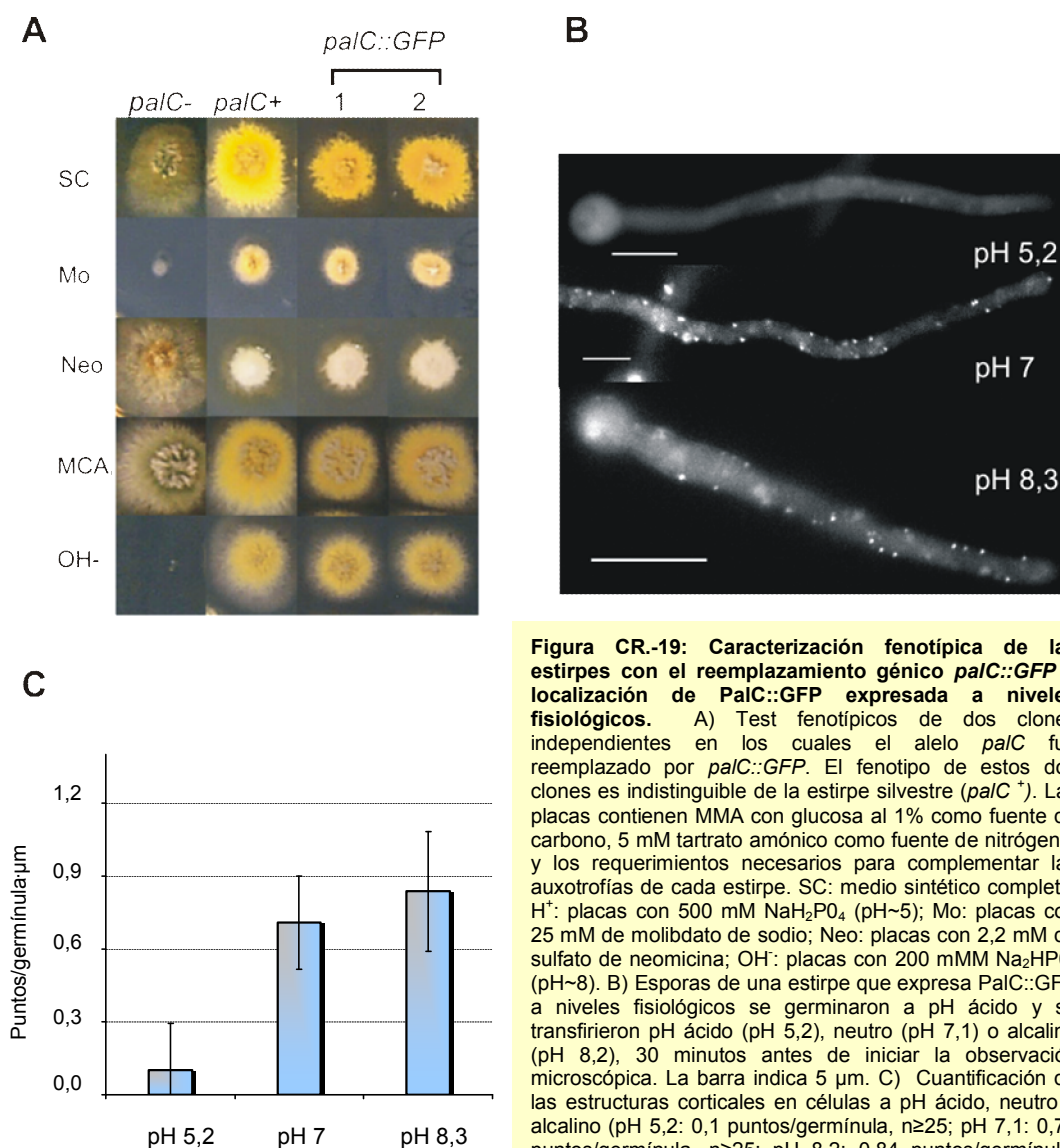 A
palC::GFP
palC- palC+ 1 2
SC
Mo
Neo
MCA
OH-
B
pH 5,2
pH 7
pH 8,3
C
Puntos/germínula·µm
1,2
0,9
0,6
0,3
0,0
pH 5,2 pH 7 pH 8,3
Figura CR.-19: Caracterización fenotípica de la
estirpes con el reemplazamiento génico palC::GFP
localización de PalC::GFP expresada a nivele
fisiológicos. A) Test fenotípicos de dos clone
independientes en los cuales el alelo palC fu
reemplazado por palC::GFP. El fenotipo de estos do
clones es indistinguible de la estirpe silvestre (palC +). La
placas contienen MMA con glucosa al 1% como fuente d
carbono, 5 mM tartrato amónico como fuente de nitrógen
y los requerimientos necesarios para complementar la
auxotrofías de cada estirpe. SC: medio sintético complet
H+: placas con 500 mM NaH2P04 (pH~5); Mo: placas co
25 mM de molibdato de sodio; Neo: placas con 2,2 mM d
sulfato de neomicina; OH-: placas con 200 mMM Na2HP
(pH~8). B) Esporas de una estirpe que expresa PalC::GF
a niveles fisiológicos se germinaron a pH ácido y s
transfirieron pH ácido (pH 5,2), neutro (pH 7,1) o alcalin
(pH 8,2), 30 minutos antes de iniciar la observació
microscópica. La barra indica 5 µm. C) Cuantificación d
las estructuras corticales en células a pH ácido, neutro
alcalino (pH 5,2: 0,1 puntos/germínula, n≥25; pH 7,1: 0,7